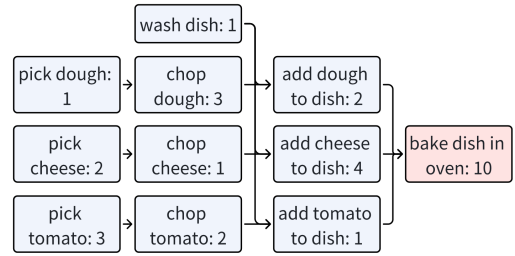 wash dish: 1
pick dough:
1
chop
dough: 3
add dough
to dish: 2
pick
cheese: 2
chop
cheese: 1
add cheese
to dish: 4
bake dish in
oven: 10
pick
tomato: 3
chop
tomato: 2
add tomato
to dish: 1